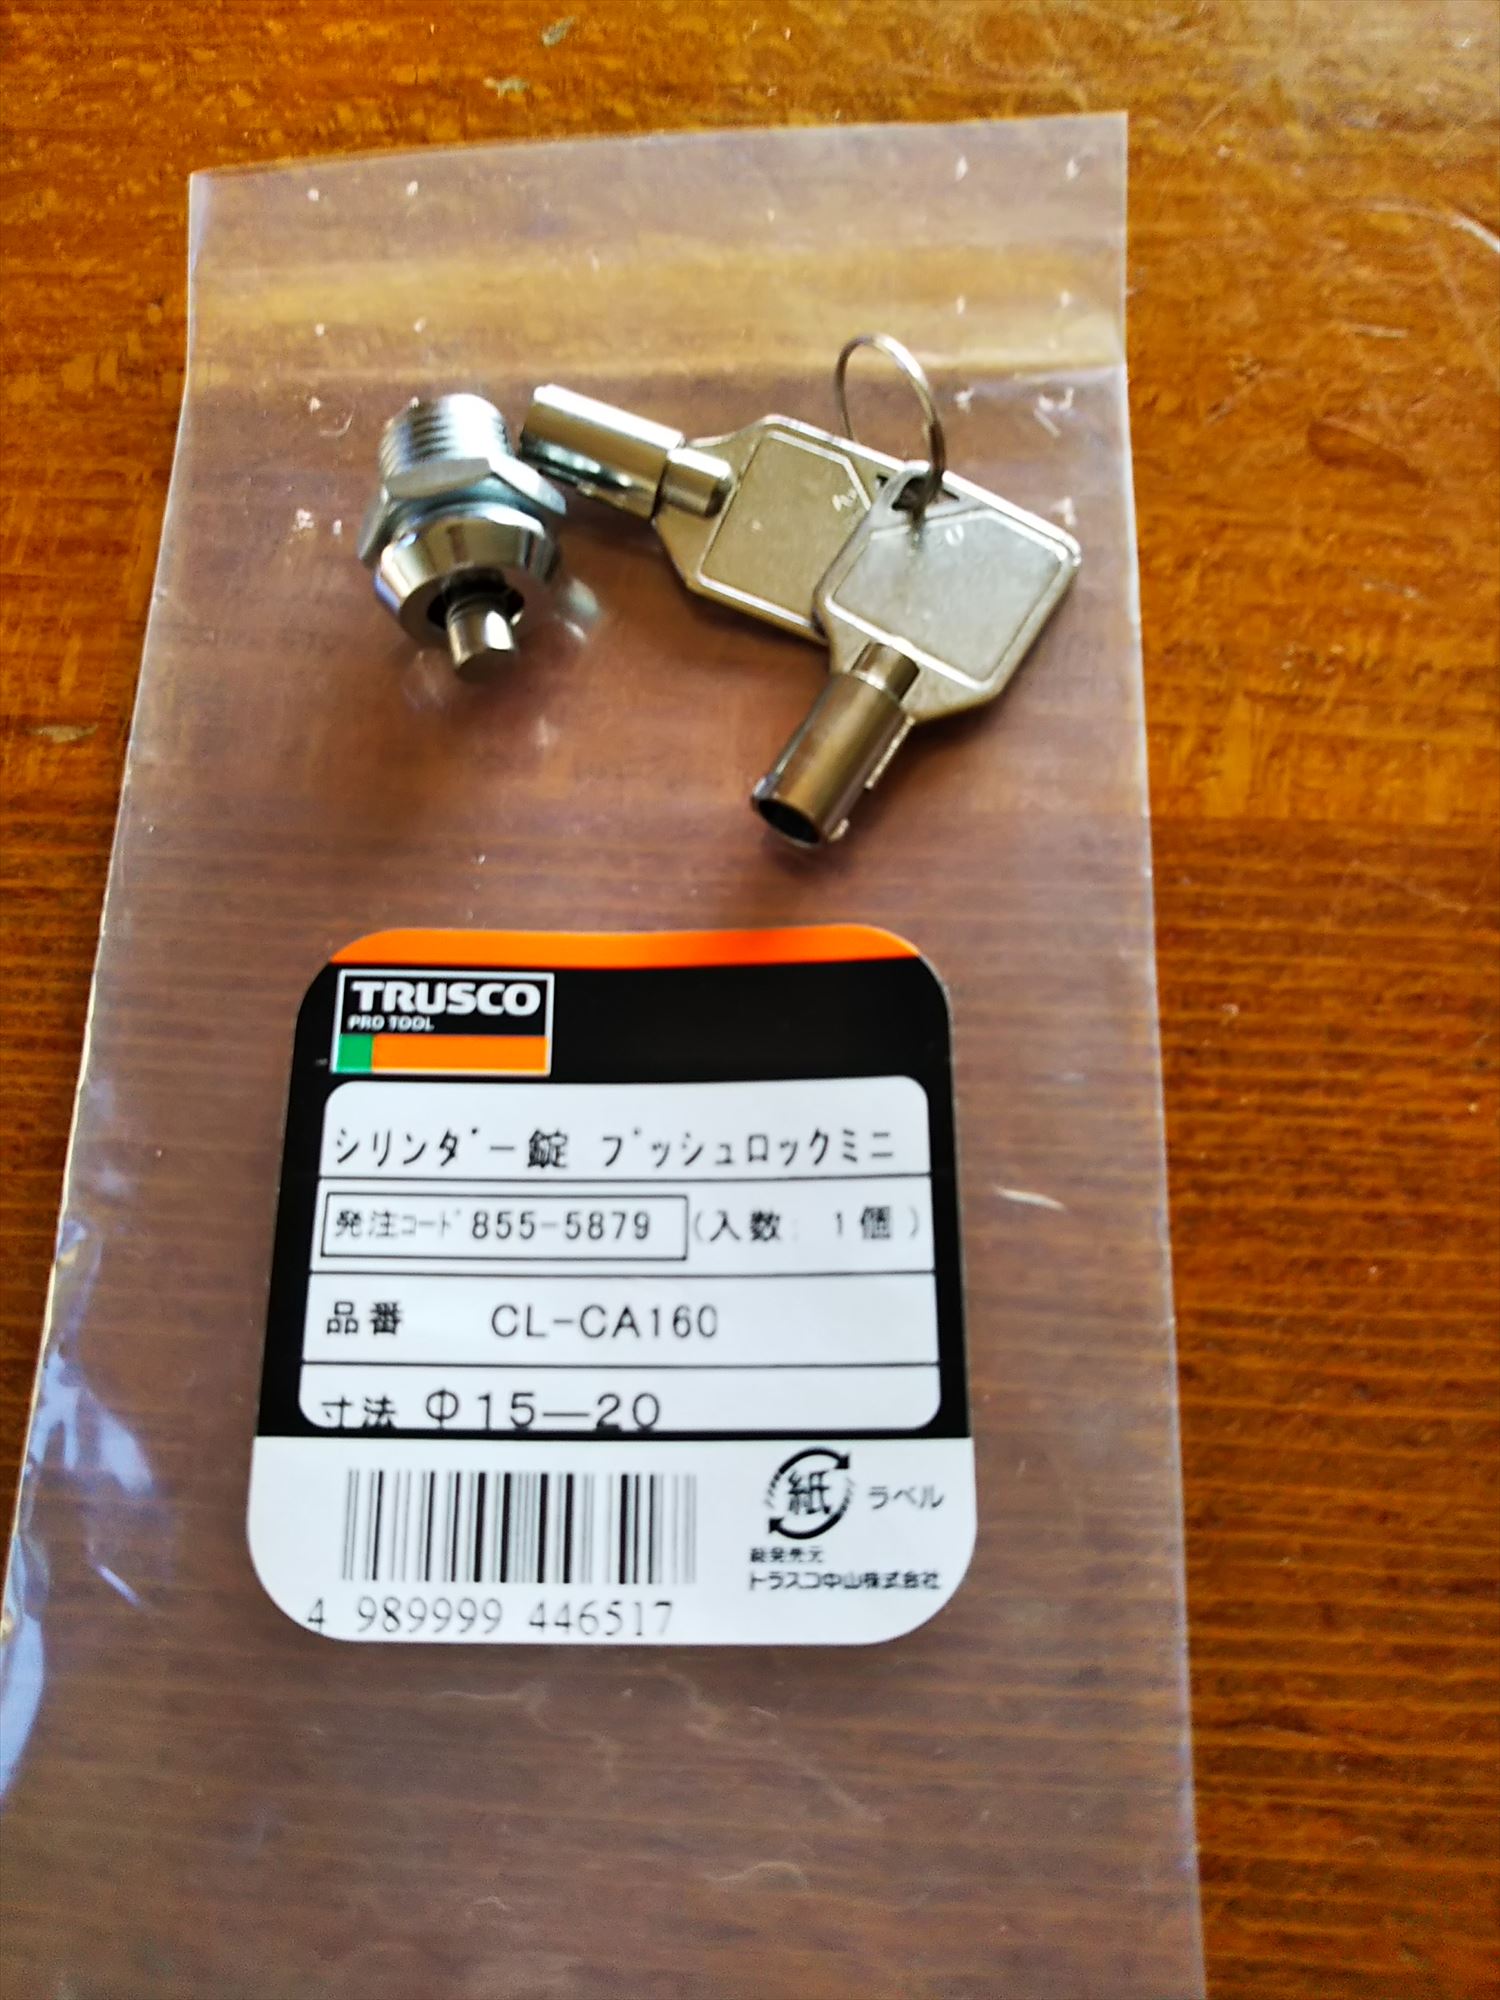 TRUSCO
PRO TOOL
シリンダー錠 プッシュロックミニ
発注コード 855-5879 (入数: 1個)
品番 CL-CA160
寸法 Φ15—20
紙 ラベル
発売元
トラスコ中山株式会社
4 989999 446517